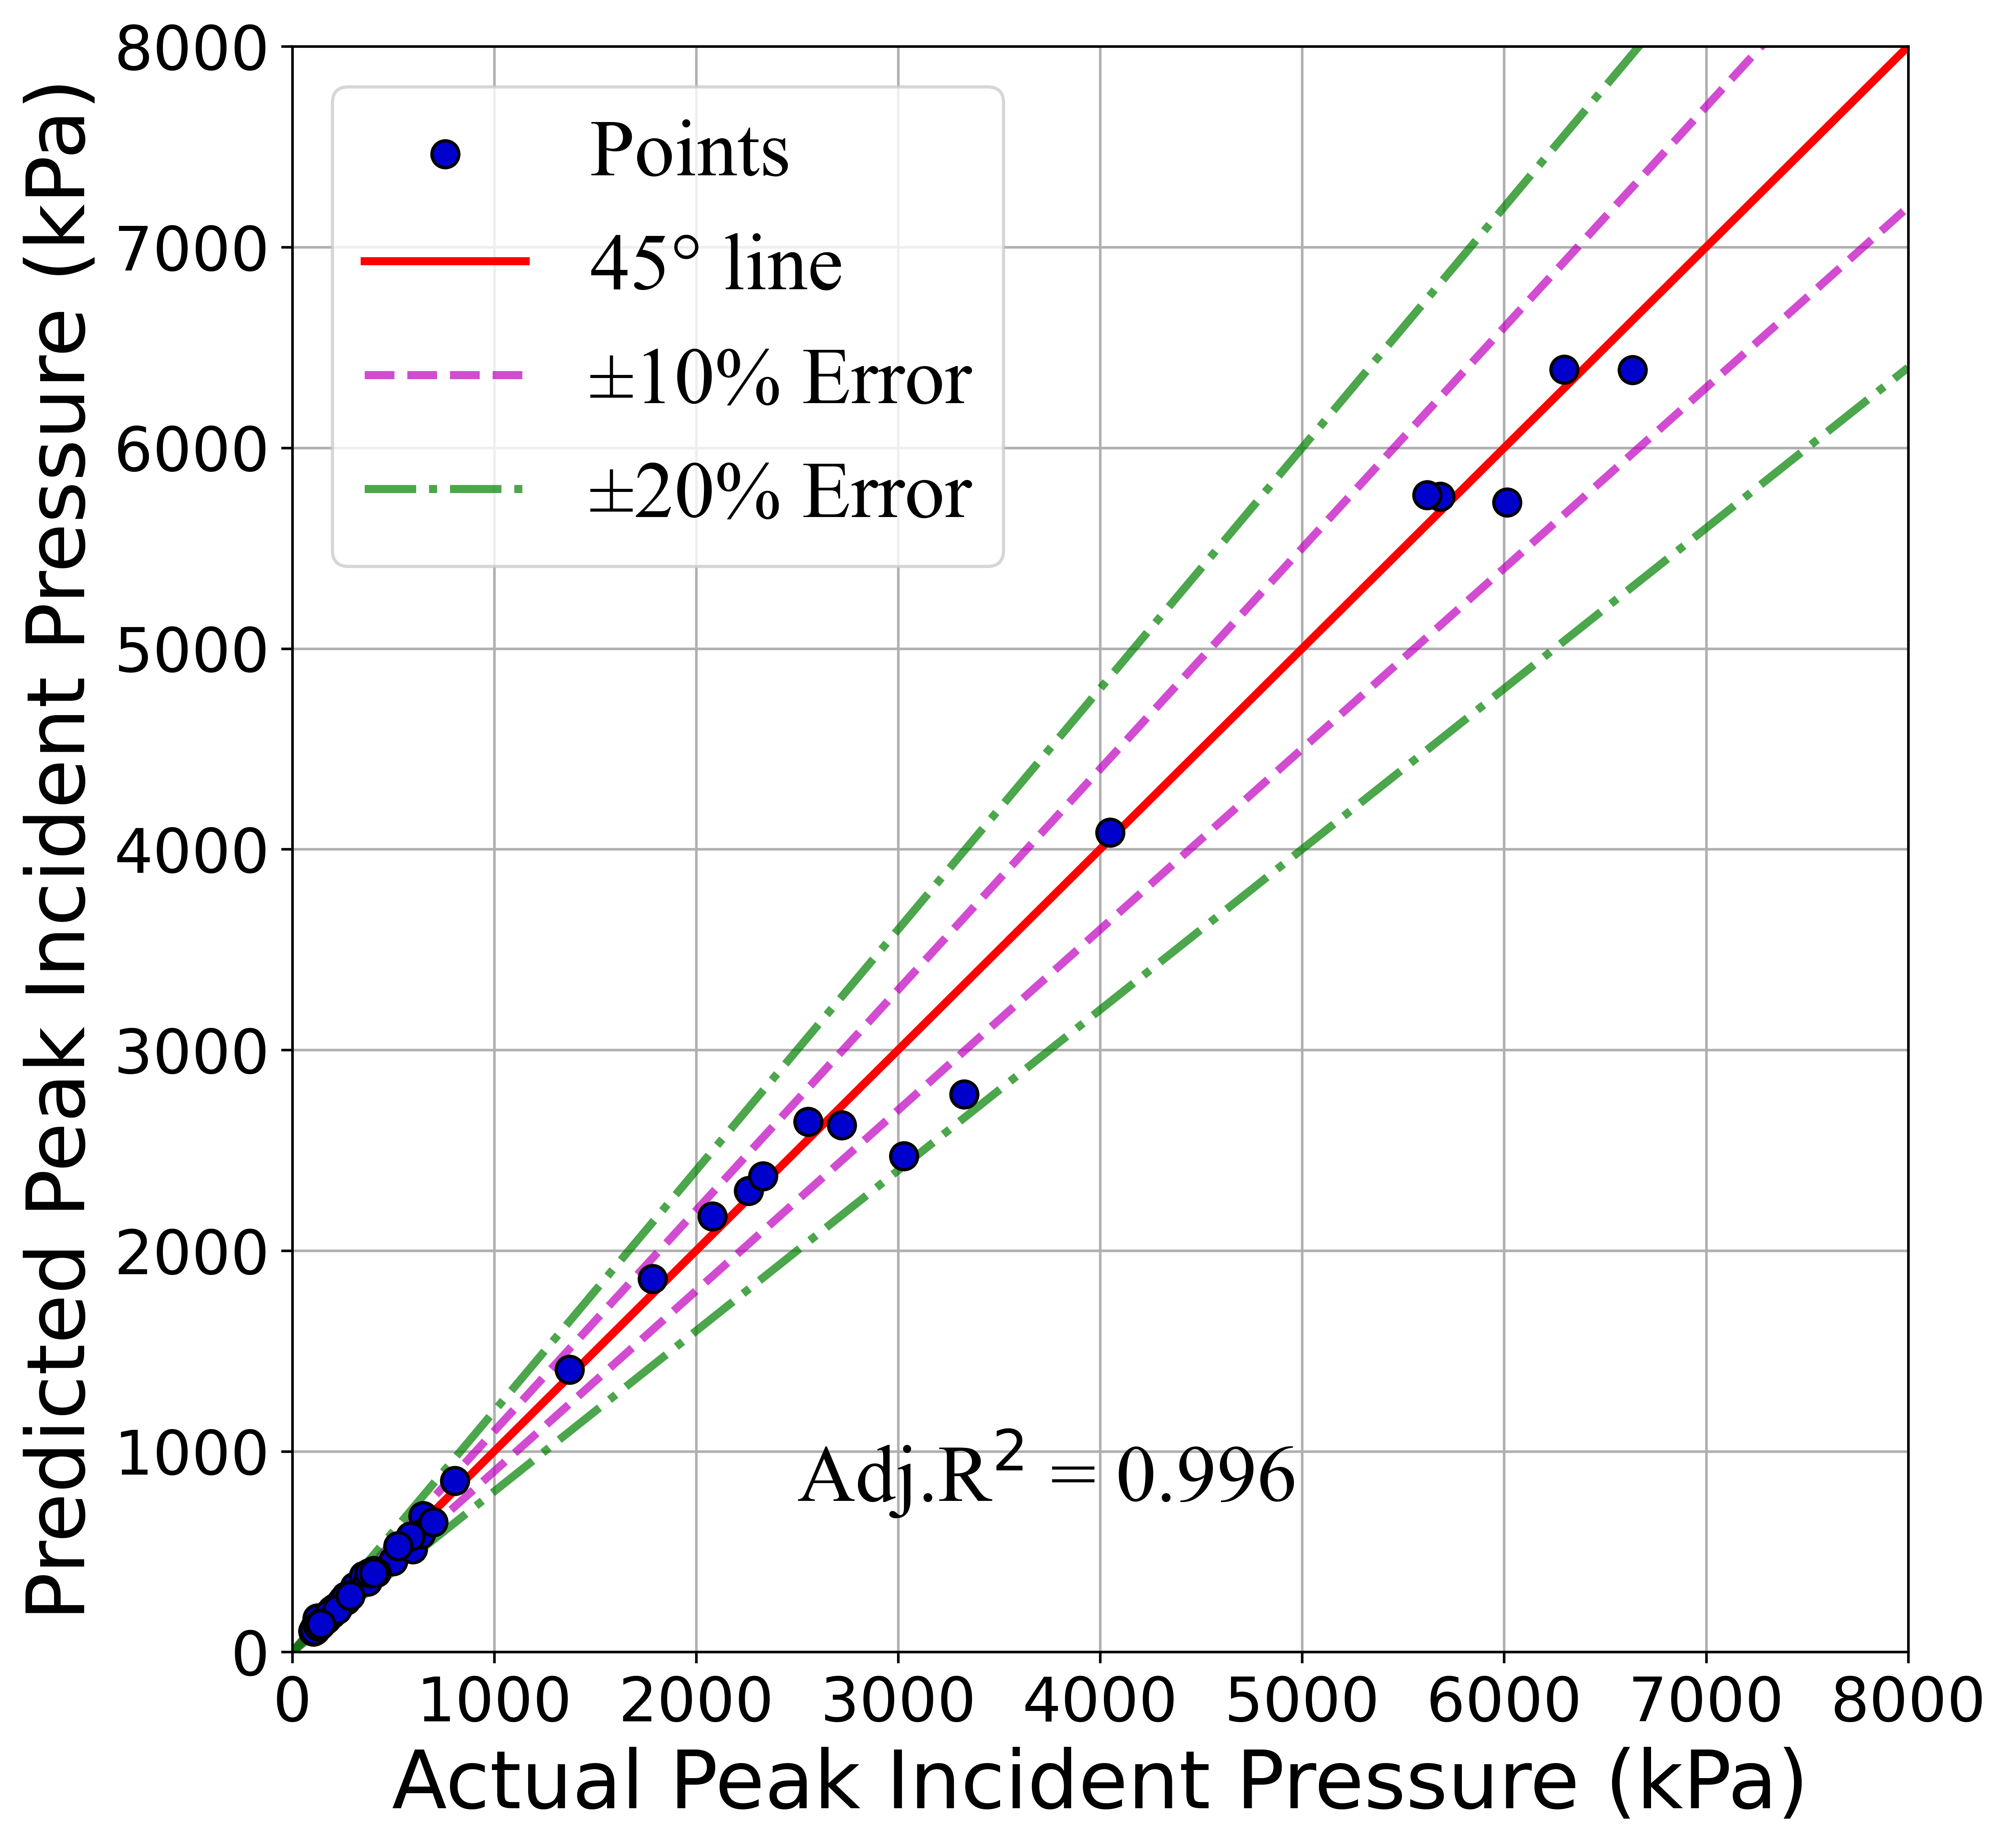 Predicted Peak Incident Pressure (kPa)
8000
7000
6000
5000
4000
3000
2000
1000
0
Points
45° line
±10% Error
±20% Error
Adj.R² = 0.996
0 1000 2000 3000 4000 5000 6000 7000 8000
Actual Peak Incident Pressure (kPa)